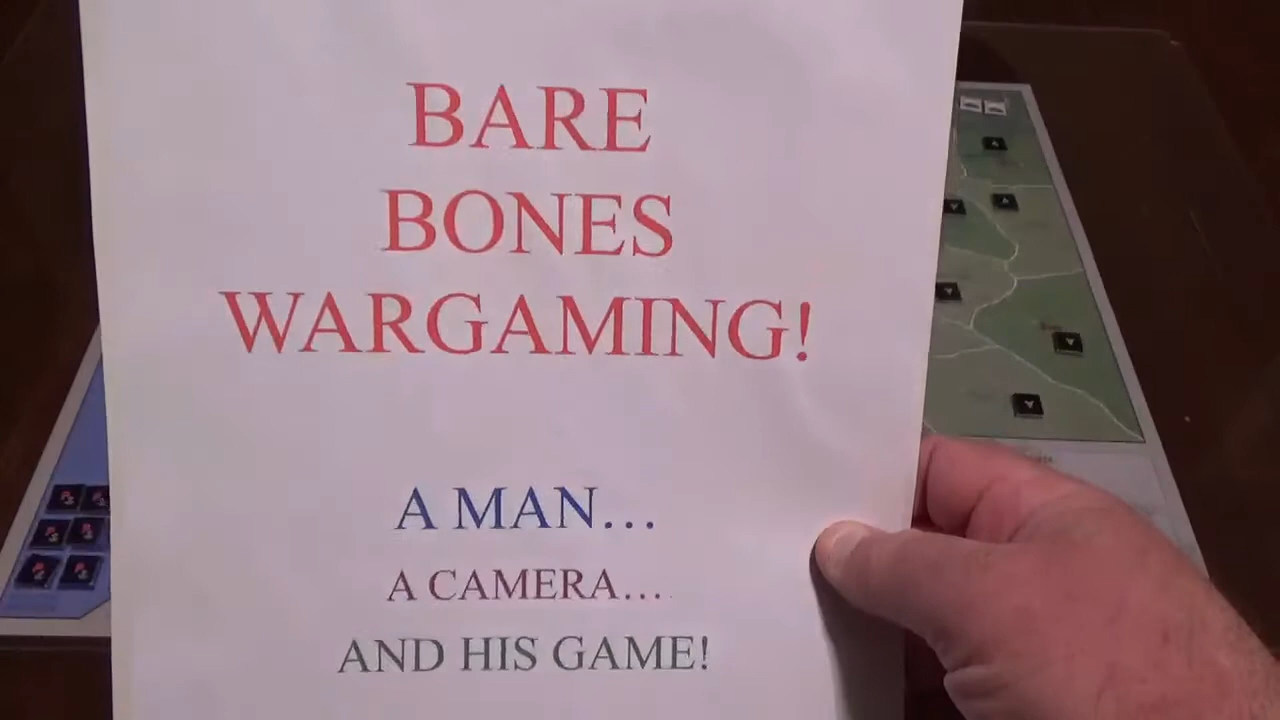 BARE
BONES
WARGAMING!
A MAN...
A CAMERA...
AND HIS GAME!